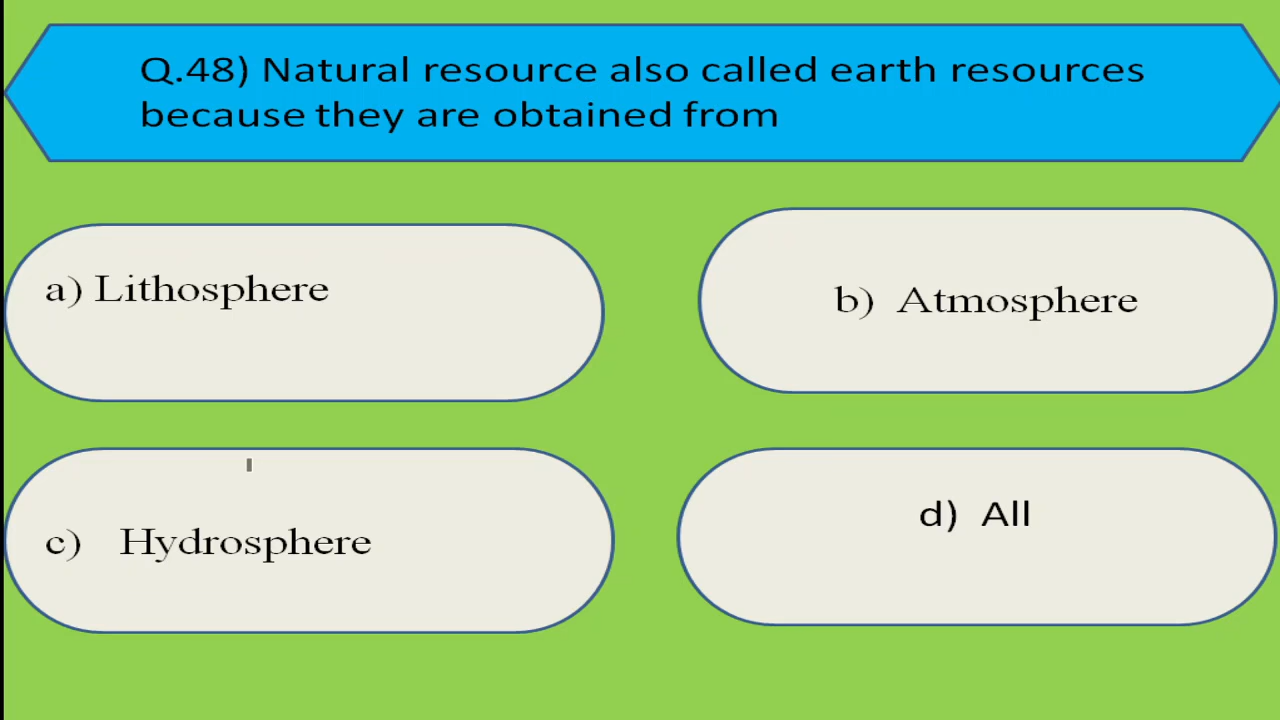 Q.48) Natural resource also called earth resources
because they are obtained from
a) Lithosphere
b) Atmosphere
c) Hydrosphere
d) All